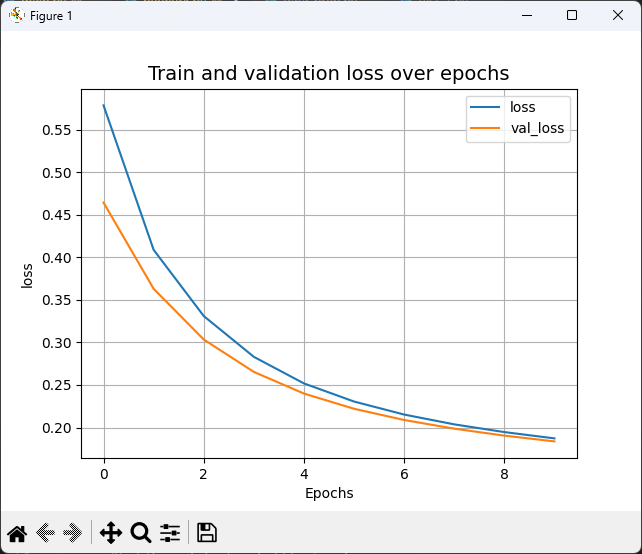 Figure 1
Train and validation loss over epochs
loss
val_loss
0.55
0.50
0.45
0.40
0.35
0.30
0.25
0.20
loss
0 2 4 6 8
Epochs